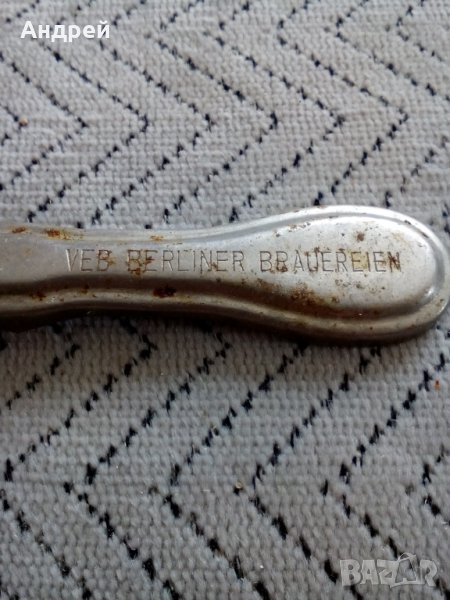 Андрей
VEB BERLINER BRAUEREIEN
BAZAR